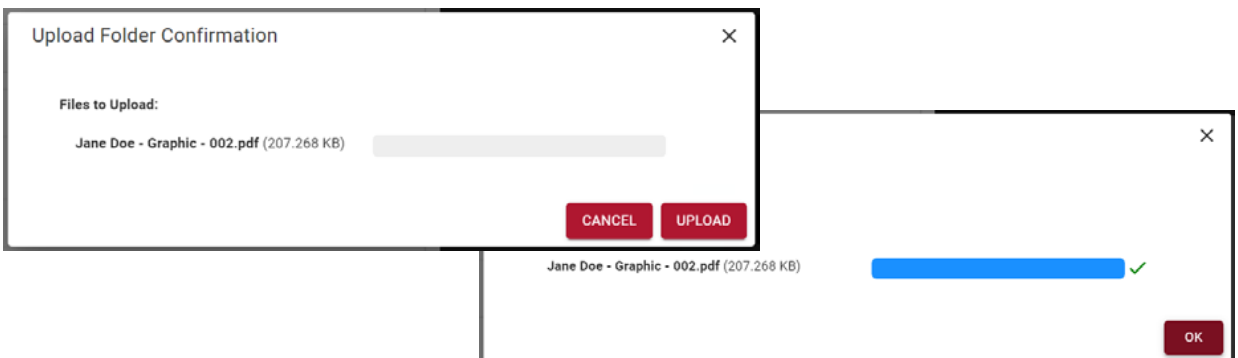 Upload Folder Confirmation
Files to Upload:
Jane Doe - Graphic - 002.pdf (207.268 KB)
CANCEL UPLOAD
Jane Doe - Graphic - 002.pdf (207.268 KB)
OK